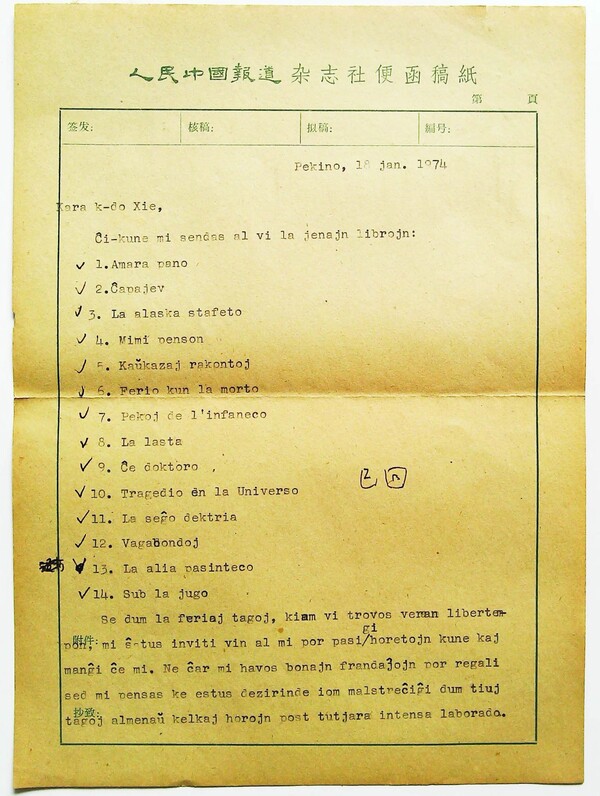 人民中國報道 杂志社便函稿紙
第 頁
签发: 核稿: 拟稿: 編号:
Pekino, 18 jan. 1974
Kara k-do Xie,
Ĉi-kune mi sendas al vi la jenajn librojn:
✓ 1.Amara pano
✓ 2.Ĉapajev
✓ 3. La alaska stafeto
✓ 4. Mimi penson
✓ 5. Kaŭkazaj rakontoj
✓ 6. Ferio kun la morto
✓ 7. Pekoj de l'infaneco
✓ 8. La lasta
✓ 9. Ĉe doktoro ,
已回
✓ 10. Tragedio en la Universo
✓ 11. La seĝo dektria
✓ 12. Vagabondoj
✓ 13. La alia pasinteco
✓ 14. Sub la jugo
Se dum la feriaj tagoj, kiam vi trovos veran libertem-
附件:
pon, mi ŝatus inviti vin al mi por pasigi horetojn kune kaj
manĝi ĉe mi. Ne ĉar mi havos bonajn frandaĵojn por regali
sed mi pensas ke estus dezirinde iom malstreĉiĝi dum tiuj
抄致:
tagoj almenaŭ kelkaj horojn post tutjara intensa laborado.